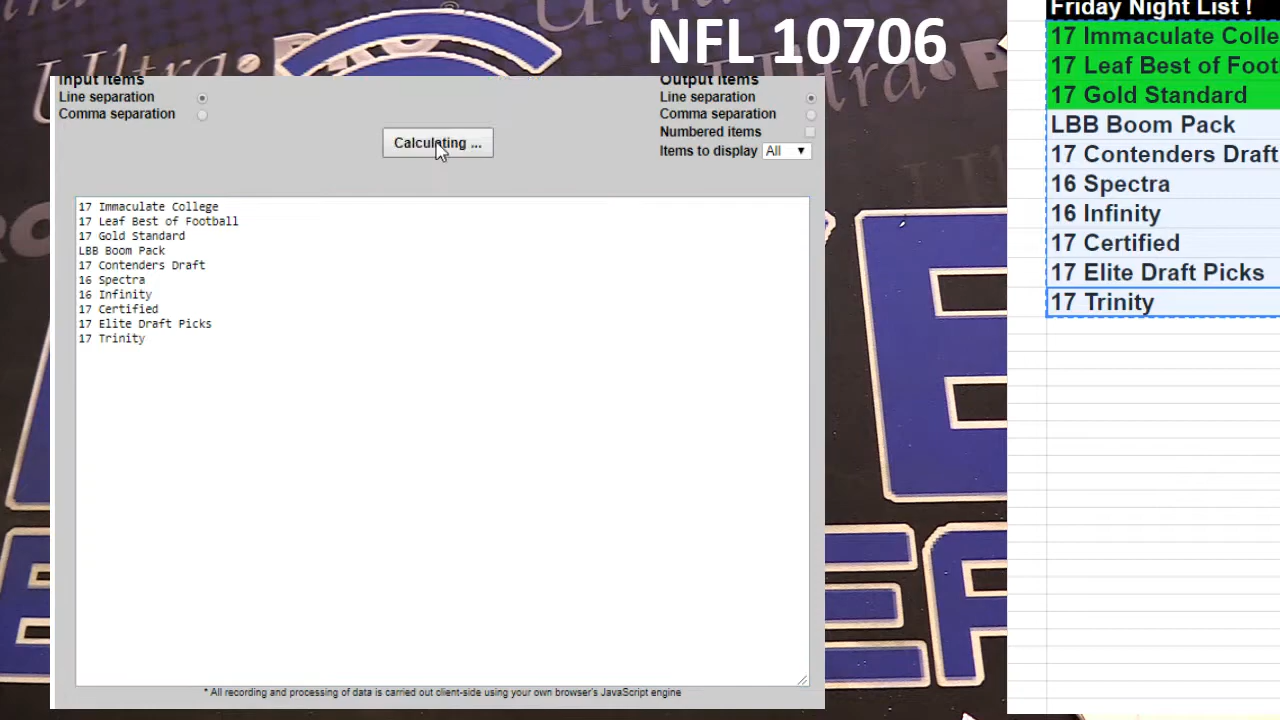 NFL 10706
Input Items
Line separation
Comma separation
Calculating ...
Output Items
Line separation
Comma separation
Numbered items
Items to display All
17 Immaculate College
17 Leaf Best of Football
17 Gold Standard
LBB Boom Pack
17 Contenders Draft
16 Spectra
16 Infinity
17 Certified
17 Elite Draft Picks
17 Trinity
* All recording and processing of data is carried out client-side using your own browser's JavaScript engine
Friday Night List !
17 Immaculate Colle
17 Leaf Best of Foot
17 Gold Standard
LBB Boom Pack
17 Contenders Draft
16 Spectra
16 Infinity
17 Certified
17 Elite Draft Picks
17 Trinity